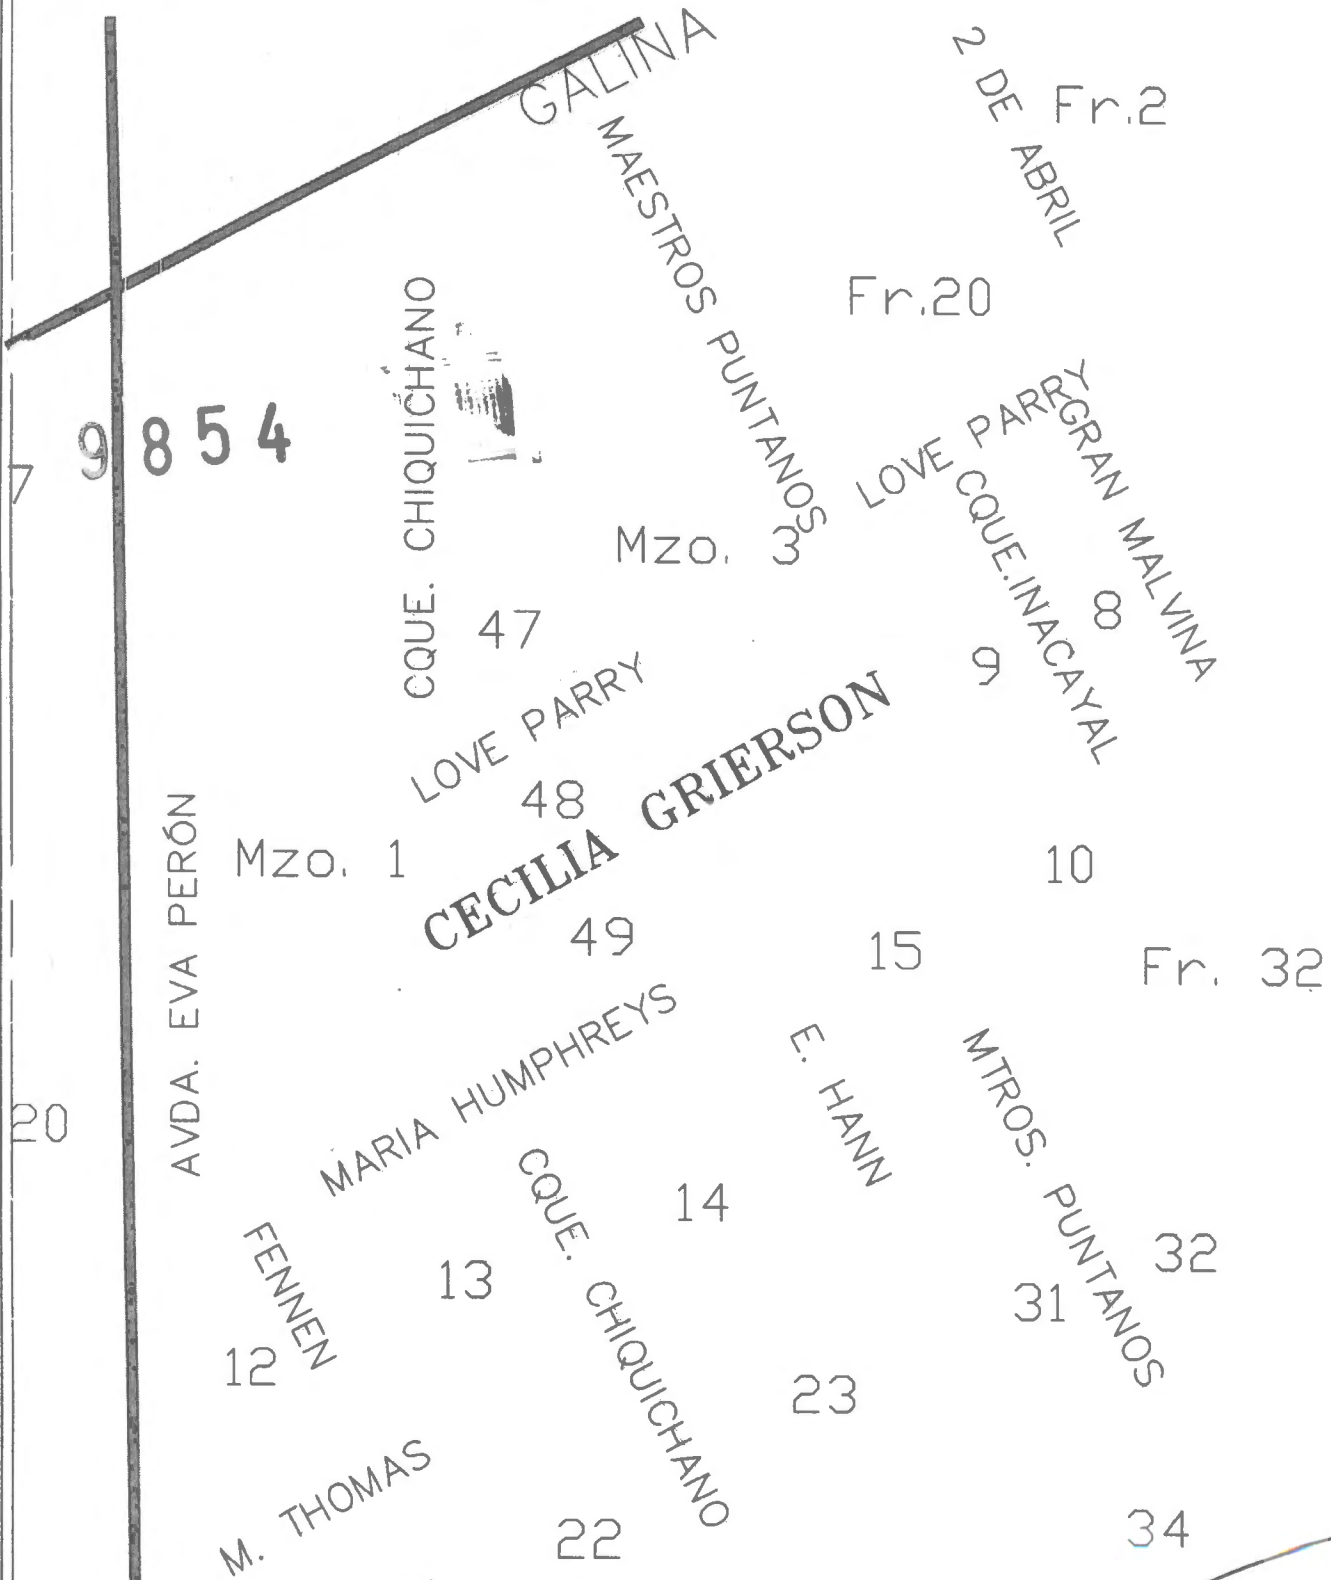 GALINA
2 DE ABRIL
Fr.2
MAESTROS PUNTANOS
Fr.20
CQUE. CHIQUICHANO
9854
7
LOVE PARRY
GRAN MALVINA
CQUE.INACAYAL
Mzo. 3
8
47
9
LOVE PARRY
CECILIA GRIERSON
48
Mzo. 1
10
AVDA. EVA PERÓN
49
15
Fr. 32
MARIA HUMPHREYS
E. HANN
MTROS. PUNTANOS
20
CQUE. CHIQUICHANO
14
FENNEN
13
32
31
12
23
M. THOMAS
22
34